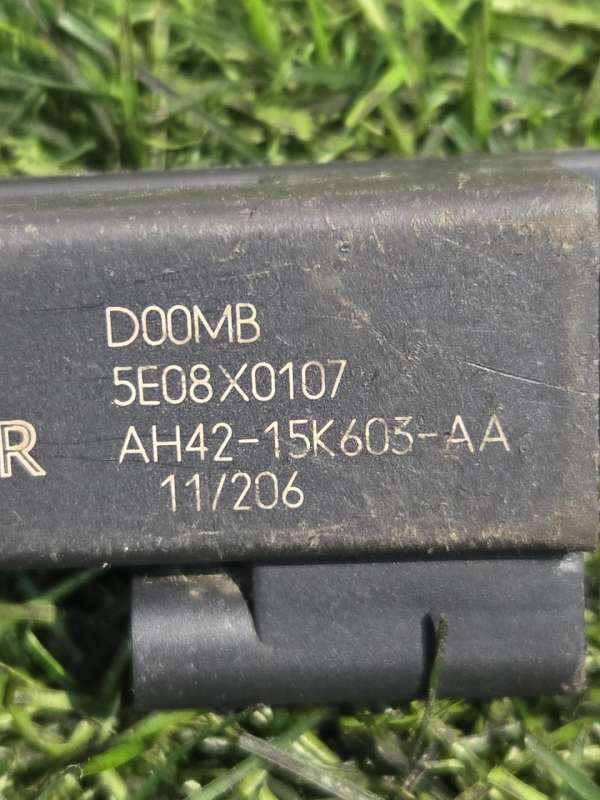 D00MB
5E08X0107
R
AH42-15K603-AA
11/206